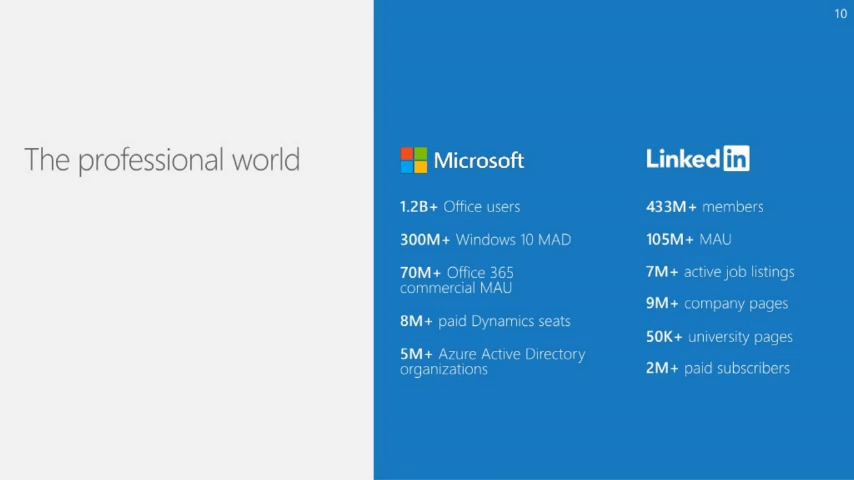 10
The professional world
Microsoft
1.2B+ Office users
300M+ Windows 10 MAD
70M+ Office 365
commercial MAU
8M+ paid Dynamics seats
5M+ Azure Active Directory
organizations
Linkedin
433M+ members
105M+ MAU
7M+ active job listings
9M+ company pages
50K+ university pages
2M+ paid subscribers